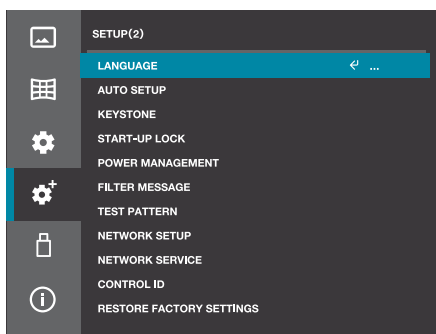 SETUP(2)
LANGUAGE ...
AUTO SETUP
KEYSTONE
START-UP LOCK
POWER MANAGEMENT
FILTER MESSAGE
TEST PATTERN
NETWORK SETUP
NETWORK SERVICE
CONTROL ID
RESTORE FACTORY SETTINGS